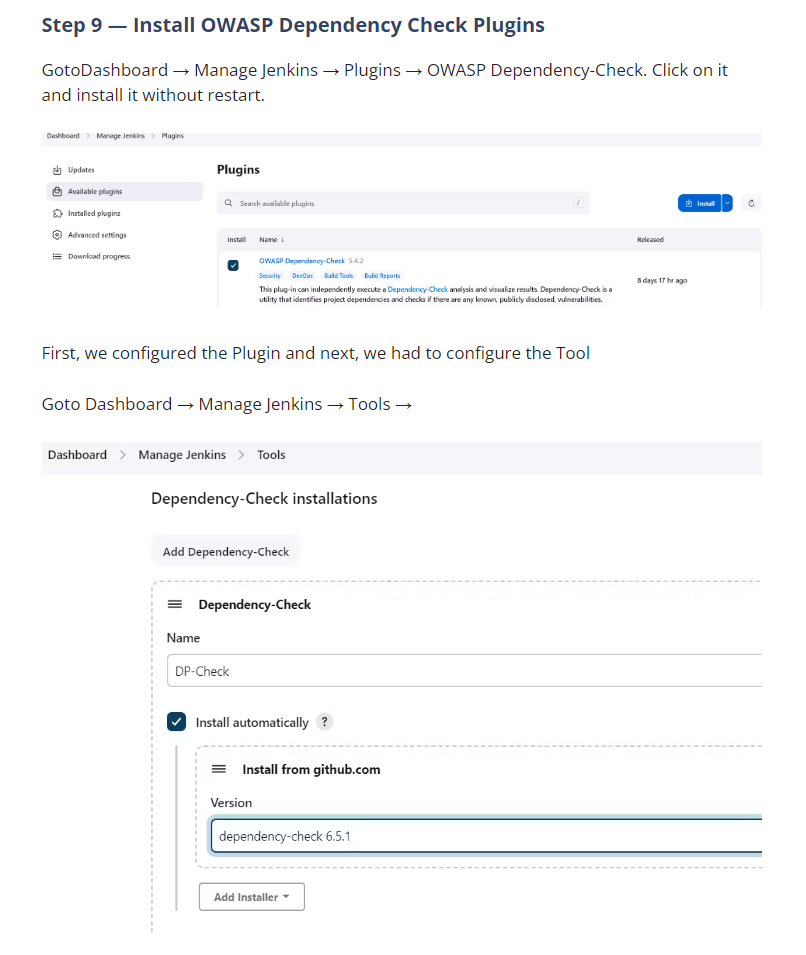 Step 9 — Install OWASP Dependency Check Plugins
GotoDashboard → Manage Jenkins → Plugins → OWASP Dependency-Check. Click on it
and install it without restart.
Dashboard > Manage Jenkins > Plugins
Updates
Available plugins
Installed plugins
Advanced settings
Download progress
Plugins
Search available plugins /
Install
Install Name ↓ Released
OWASP Dependency-Check 5.4.2
Security DevOps Build Tools Build Reports
This plug-in can independently execute a Dependency-Check analysis and visualize results. Dependency-Check is a
utility that identifies project dependencies and checks if there are any known, publicly disclosed, vulnerabilities.
8 days 17 hr ago
First, we configured the Plugin and next, we had to configure the Tool
Goto Dashboard → Manage Jenkins → Tools →
Dashboard > Manage Jenkins > Tools
Dependency-Check installations
Add Dependency-Check
Dependency-Check
Name
DP-Check
Install automatically ?
Install from github.com
Version
dependency-check 6.5.1
Add Installer